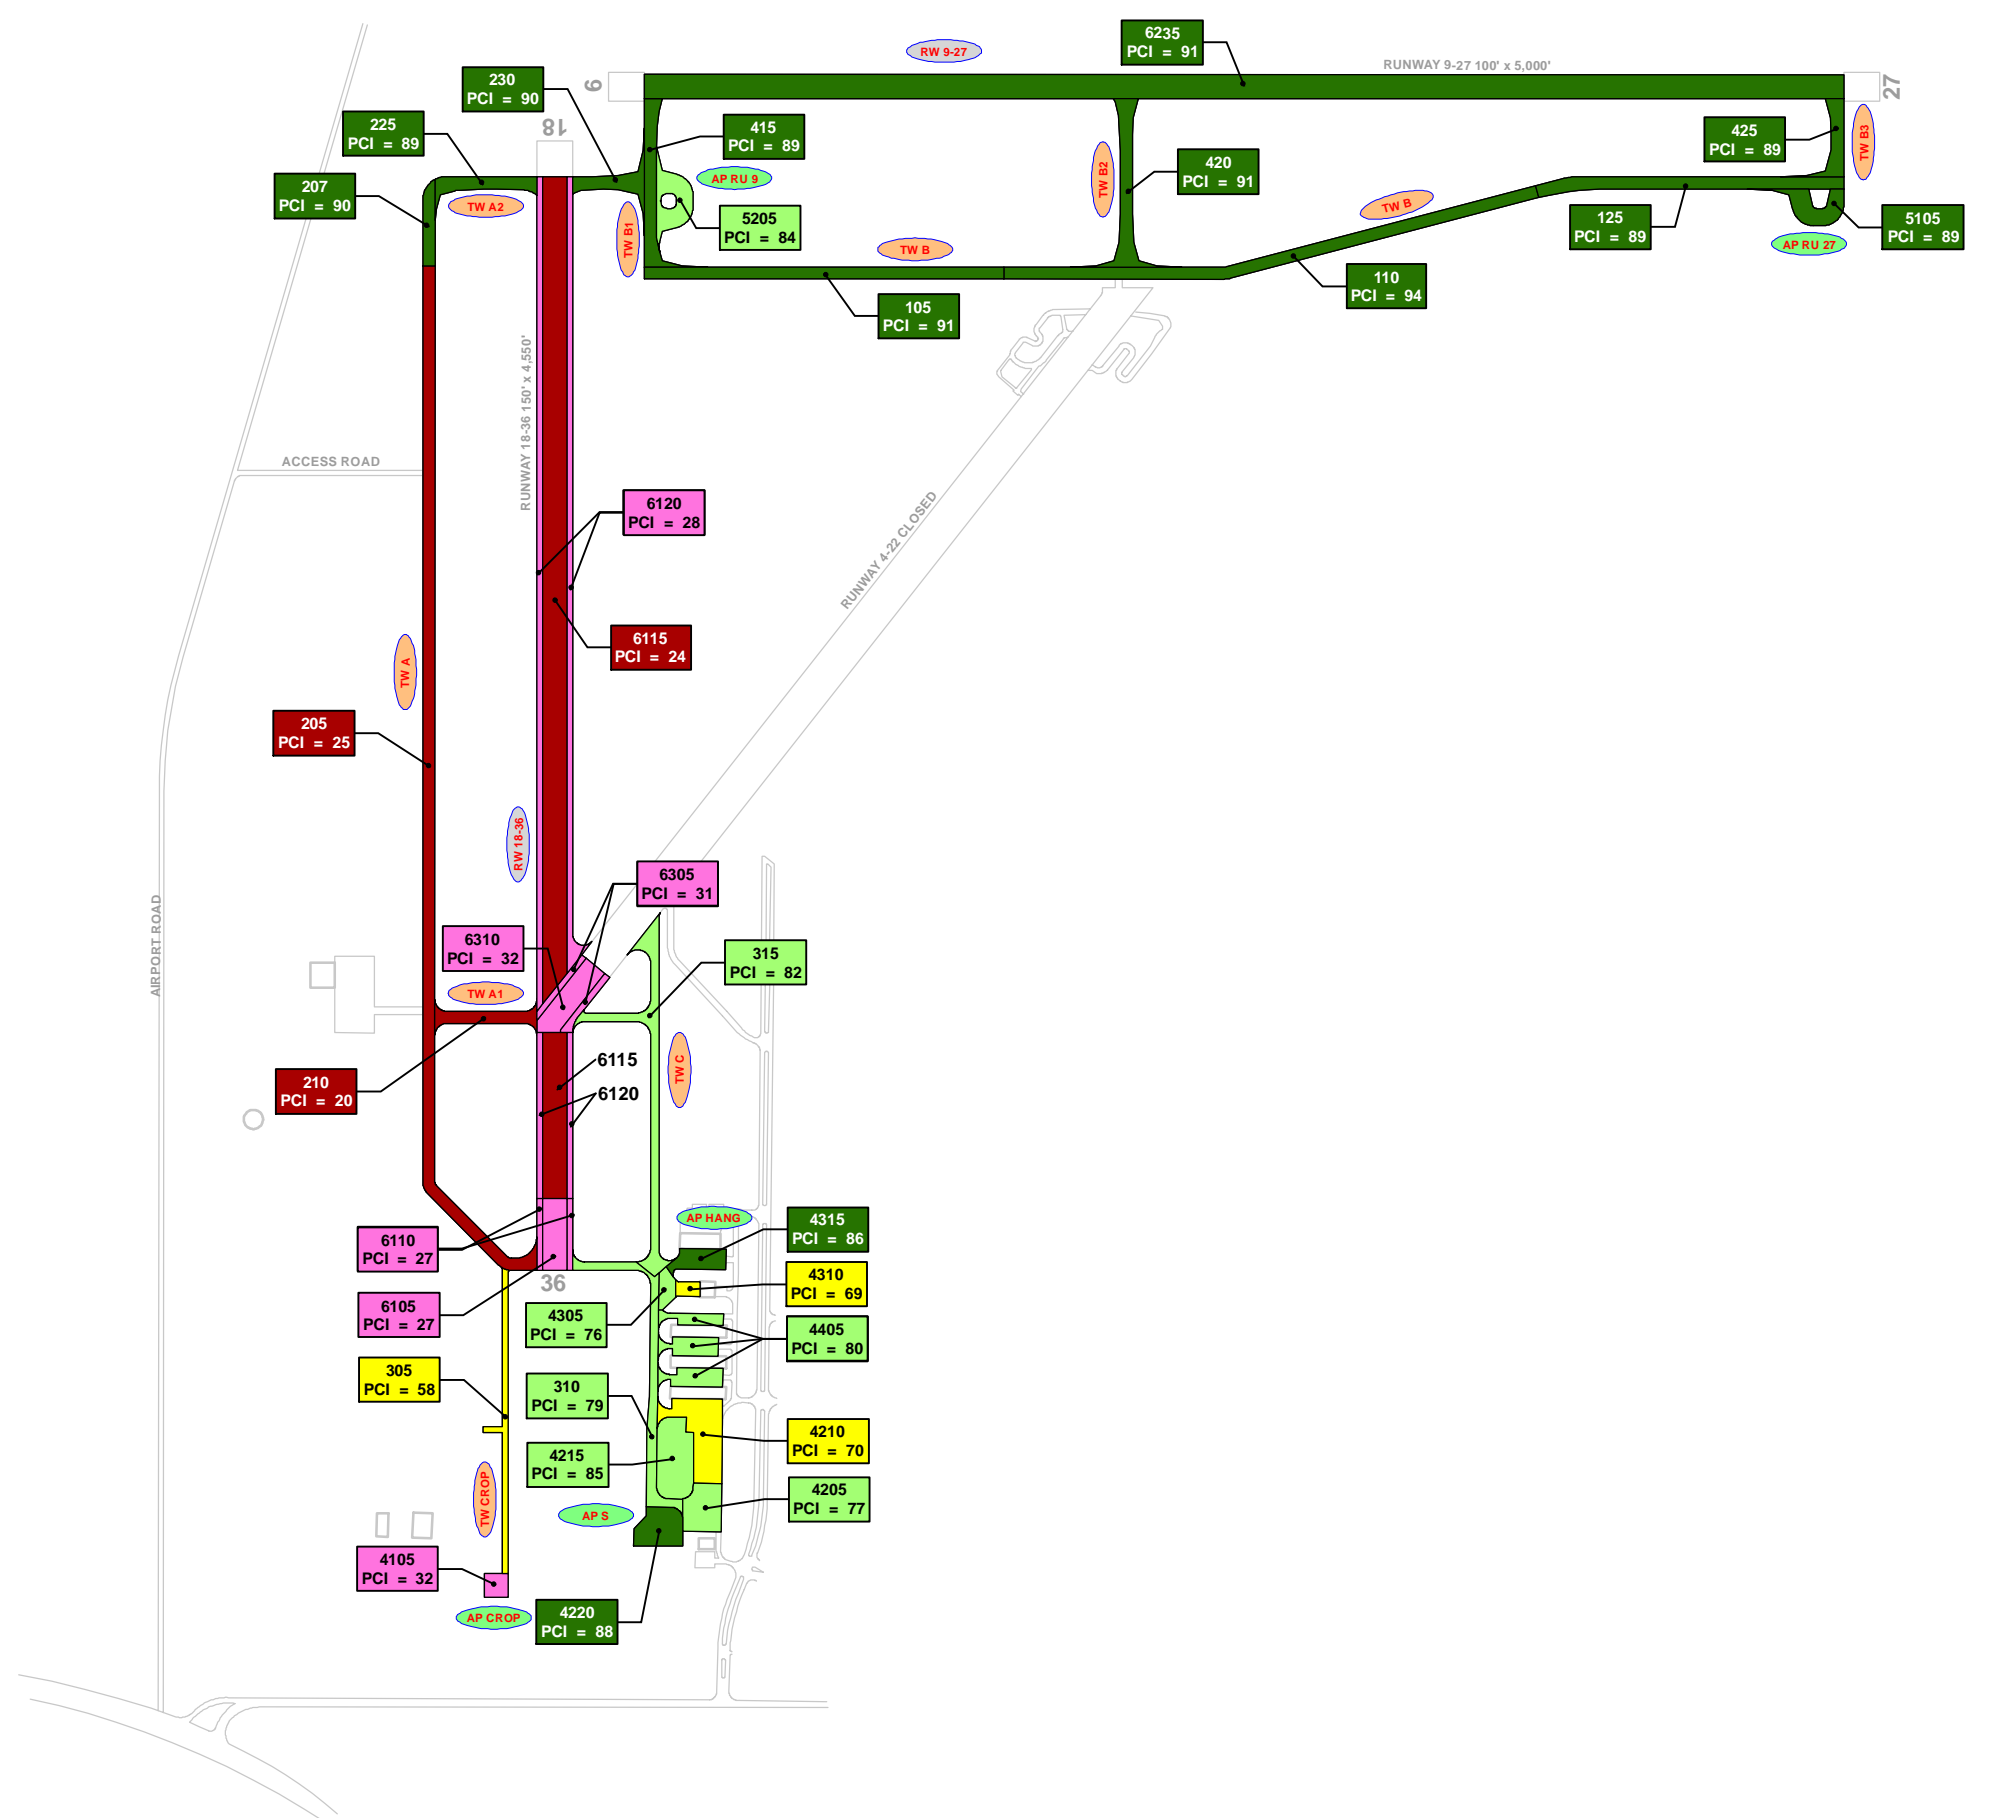 6235
PCI = 91
RW 9-27
RUNWAY 9-27 100' x 5,000'
230
PCI = 90
9
27
18
225
PCI = 89
415
PCI = 89
425
PCI = 89
TW B3
TW B2
420
PCI = 91
207
PCI = 90
AP RU 9
TW A2
TW B
5205
PCI = 84
125
PCI = 89
5105
PCI = 89
TW B1
TW B
AP RU 27
110
PCI = 94
105
PCI = 91
RUNWAY 18-36 150' x 4,550'
ACCESS ROAD
6120
PCI = 28
RUNWAY 4-22 CLOSED
6115
PCI = 24
TW A
205
PCI = 25
RW 18-36
6305
PCI = 31
AIRPORT ROAD
6310
PCI = 32
315
PCI = 82
TW A1
6115
TW C
210
PCI = 20
6120
AP HANG
4315
PCI = 86
6110
PCI = 27
36
4310
PCI = 69
6105
PCI = 27
4305
PCI = 76
4405
PCI = 80
305
PCI = 58
310
PCI = 79
4210
PCI = 70
4215
PCI = 85
4205
PCI = 77
TW CROP
AP S
4105
PCI = 32
AP CROP
4220
PCI = 88